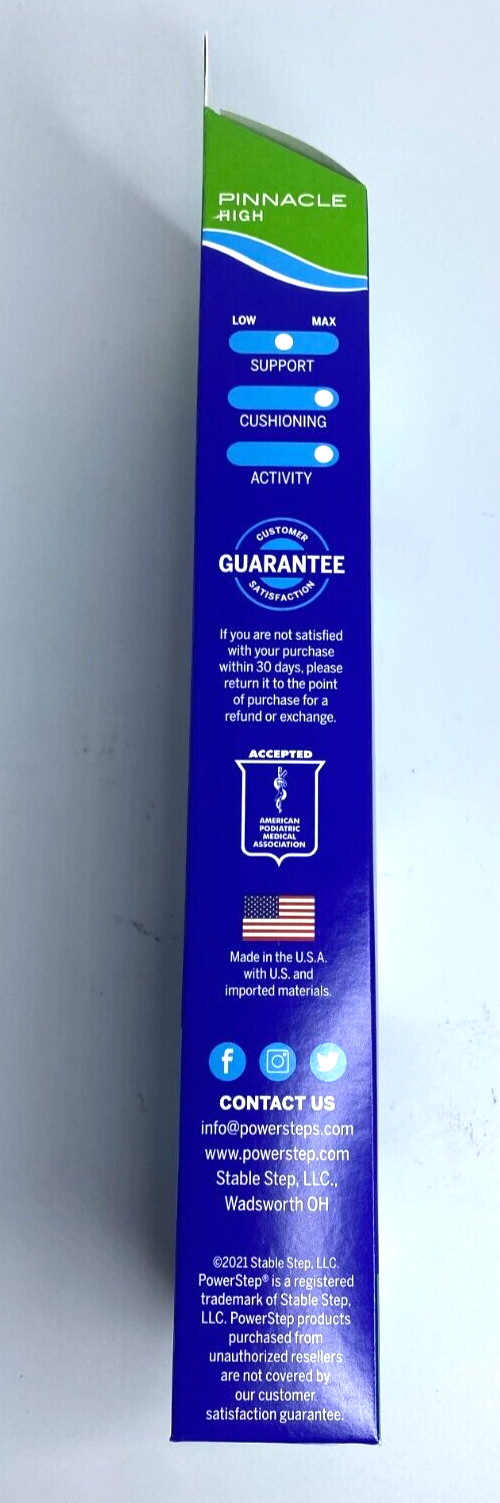 PINNACLE
HIGH
LOW MAX
SUPPORT
CUSHIONING
ACTIVITY
CUSTOMER
GUARANTEE
SATISFACTION
If you are not satisfied
with your purchase
within 30 days, please
return it to the point
of purchase for a
refund or exchange.
ACCEPTED
AMERICAN
PODIATRIC
MEDICAL
ASSOCIATION
Made in the U.S.A.
with U.S. and
imported materials.
CONTACT US
info@powersteps.com
www.powerstep.com
Stable Step, LLC.,
Wadsworth OH
©2021 Stable Step, LLC.
PowerStep® is a registered
trademark of Stable Step,
LLC. PowerStep products
purchased from
unauthorized resellers
are not covered by
our customer
satisfaction guarantee.